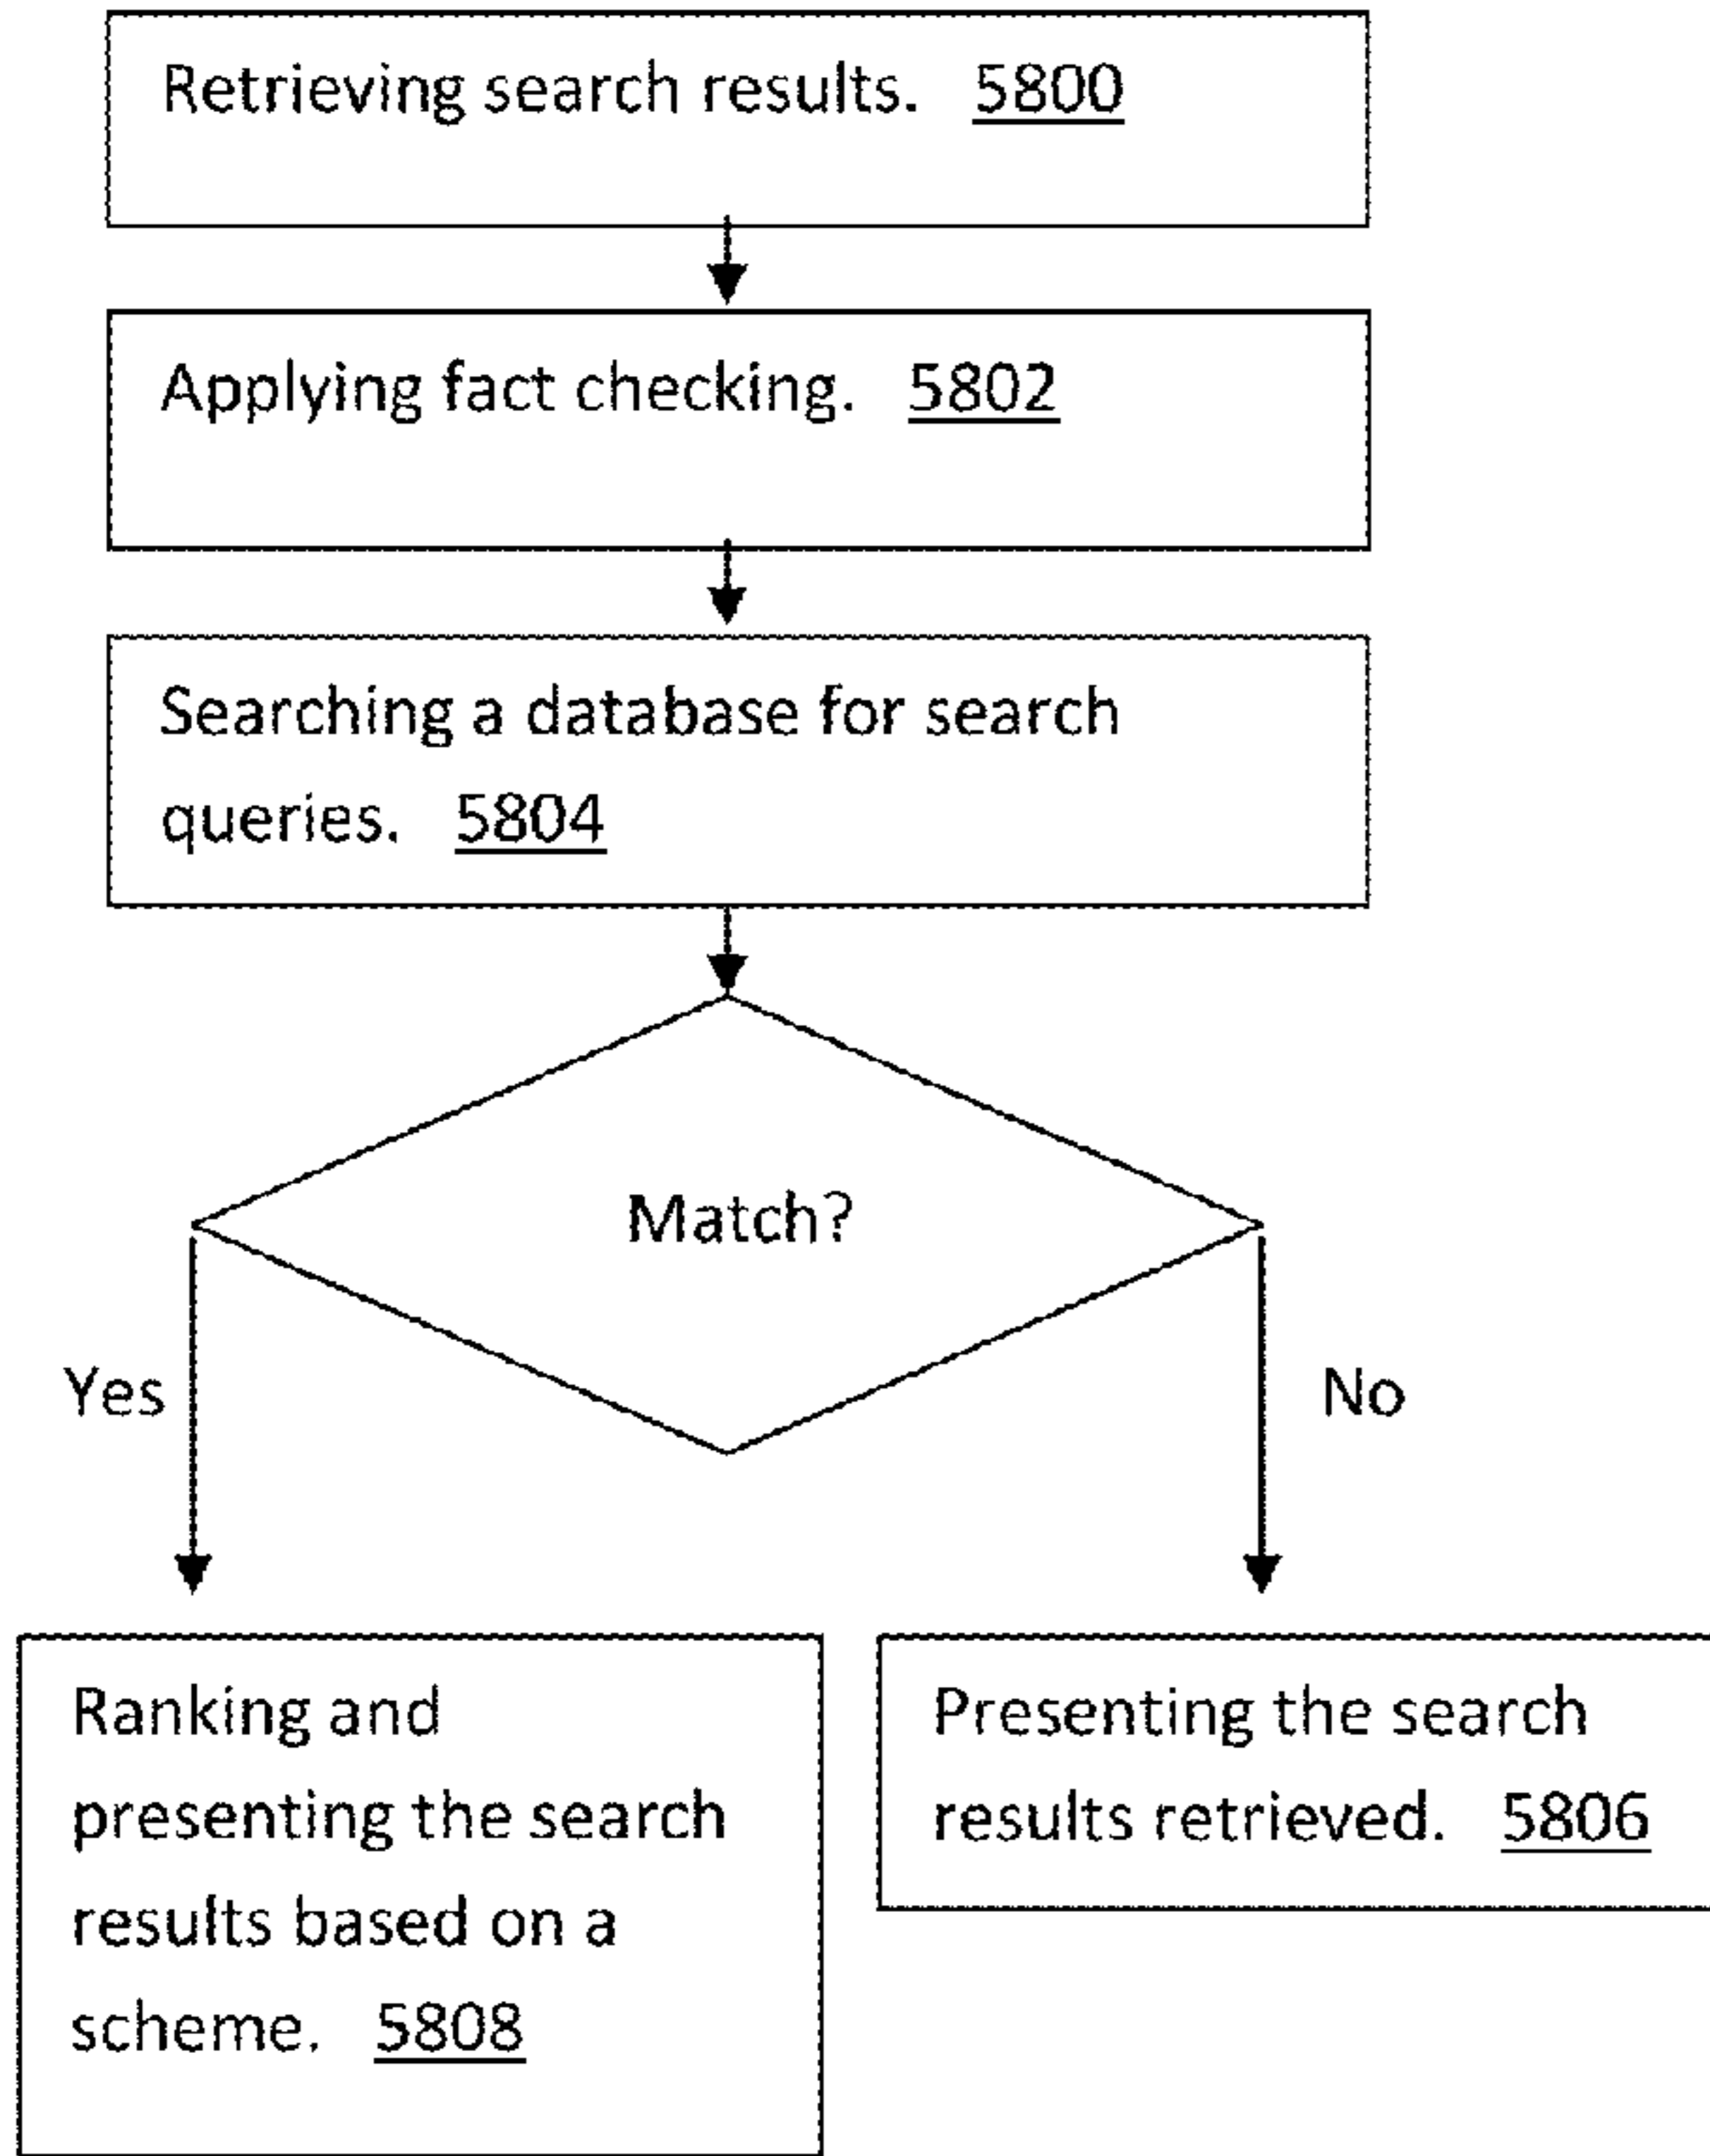 Retrieving search results. 5800
Applying fact checking. 5802
Searching a database for search
queries. 5804
Match?
Yes
No
Ranking and
presenting the search
results based on a
scheme. 5808
Presenting the search
results retrieved. 5806